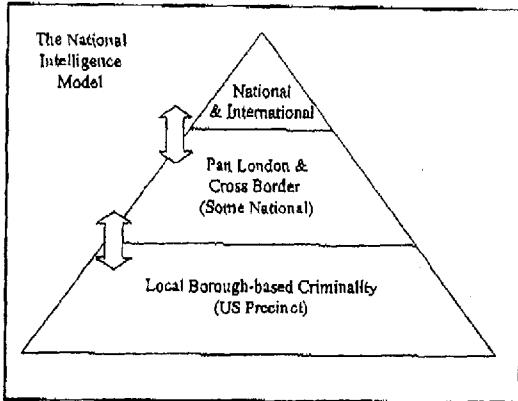 The National
Intelligence
Model
National
& International
Pan London &
Cross Border
(Some National)
Local Borough-based Criminality
(US Precinct)